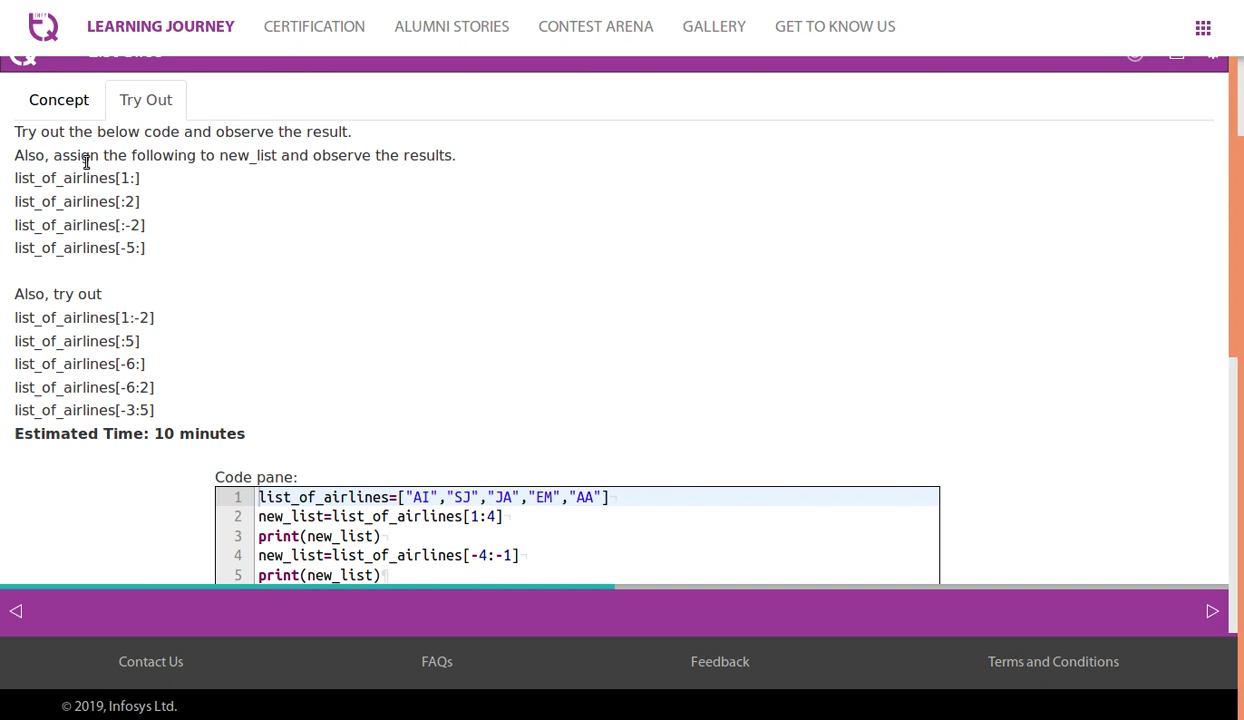 LEARNING JOURNEY CERTIFICATION ALUMNI STORIES CONTEST ARENA GALLERY GET TO KNOW US
Concept Try Out
Try out the below code and observe the result.
Also, assign the following to new_list and observe the results.
list_of_airlines[1:]
list_of_airlines[:2]
list_of_airlines[:-2]
list_of_airlines[-5:]
Also, try out
list_of_airlines[1:-2]
list_of_airlines[:5]
list_of_airlines[-6:]
list_of_airlines[-6:2]
list_of_airlines[-3:5]
Estimated Time: 10 minutes
Code pane:
1 list_of_airlines=["AI","SJ","JA","EM","AA"]
2 new_list=list_of_airlines[1:4]
3 print(new_list)
4 new_list=list_of_airlines[-4:-1]
5 print(new_list)
Contact Us FAQs Feedback Terms and Conditions
© 2019, Infosys Ltd.